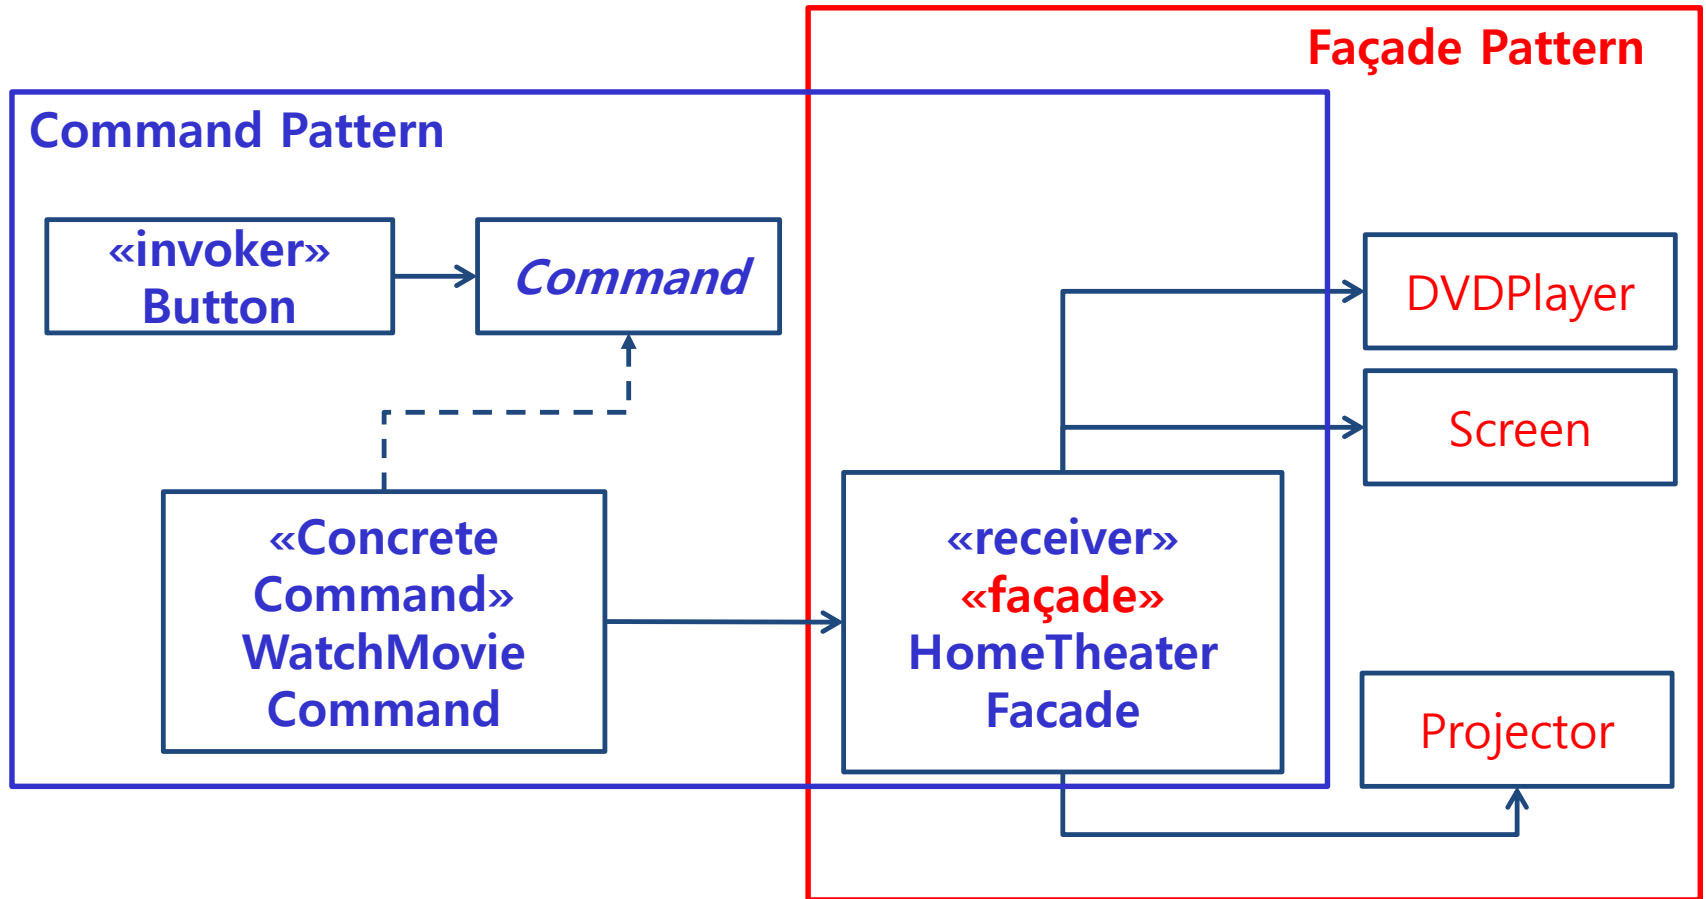 Façade Pattern
Command Pattern
«invoker»
Button
Command
DVDPlayer
Screen
«Concrete
Command»
WatchMovie
Command
«receiver»
«façade»
HomeTheater
Facade
Projector